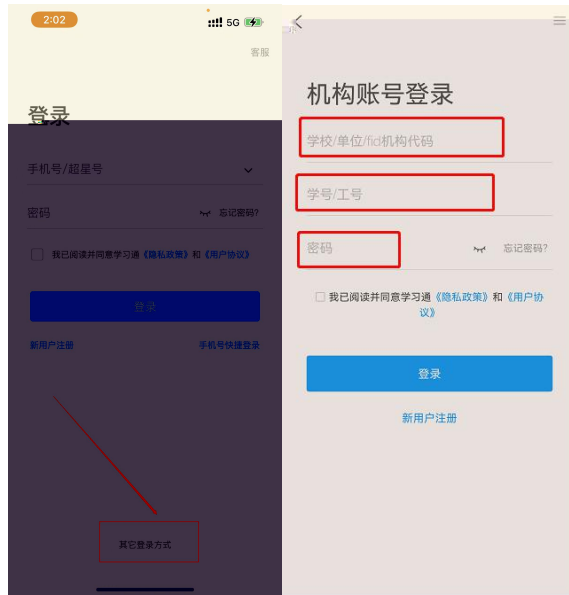 2:02
5G
客服
登录
手机号/超星号
密码
忘记密码?
我已阅读并同意学习通《隐私政策》和《用户协议》
登录
新用户注册
手机号快捷登录
其它登录方式
机构账号登录
学校/单位/fid机构代码
学号/工号
密码
忘记密码?
我已阅读并同意学习通《隐私政策》和《用户协
议》
登录
新用户注册